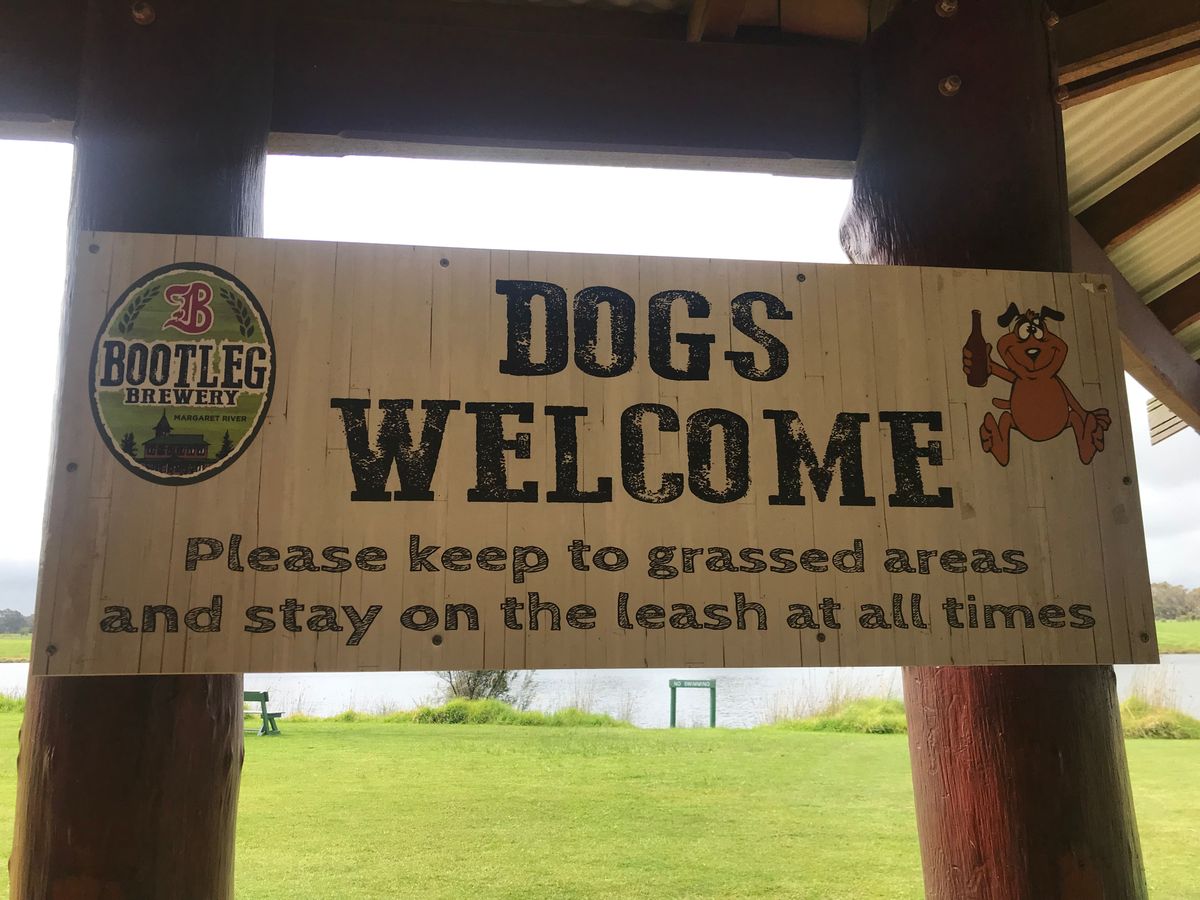 B
BOOTLEG
BREWERY
MARGARET RIVER
DOGS
WELCOME
Please keep to grassed areas
and stay on the leash at all times
NO SWIMMING